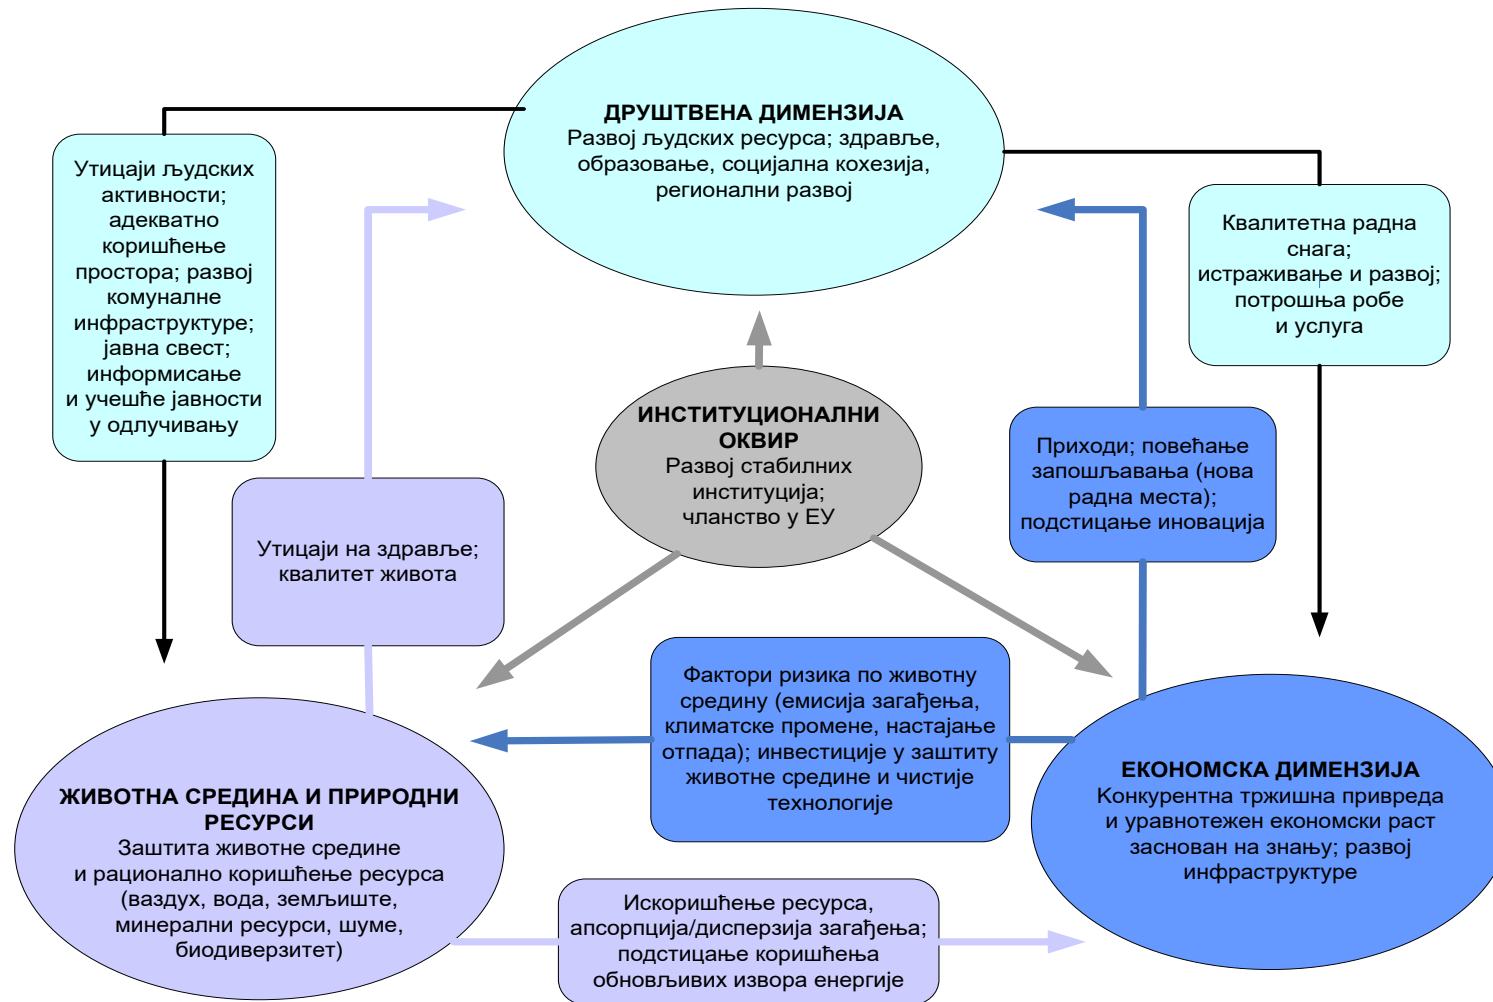 ДРУШТВЕНА ДИМЕНЗИЈА
Развој људских ресурса; здравље,
образовање, социјална кохезија,
регионални развој
Утицаји људских
активности;
адекватно
коришћење
простора; развој
комуналне
инфраструктуре;
јавна свест;
информисање
и учешће јавности
у одлучивању
Квалитетна радна
снага;
истраживање и развој;
потрошња робе
и услуга
ИНСТИТУЦИОНАЛНИ
ОКВИР
Развој стабилних
институција;
чланство у ЕУ
Приходи; повећање
запошљавања (нова
радна места);
подстицање иновација
Утицаји на здравље;
квалитет живота
Фактори ризика по животну
средину (емисија загађења,
климатске промене, настајање
отпада); инвестиције у заштиту
животне средине и чистије
технологије
ЖИВОТНА СРЕДИНА И ПРИРОДНИ
РЕСУРСИ
Заштита животне средине
и рационално коришћење ресурса
(ваздух, вода, земљиште,
минерални ресурси, шуме,
биодиверзитет)
ЕКОНОМСКА ДИМЕНЗИЈА
Конкурентна тржишна привреда
и уравнотежен економски раст
заснован на знању; развој
инфраструктуре
Искоришћење ресурса,
апсорпција/дисперзија загађења;
подстицање коришћења
обновљивих извора енергије